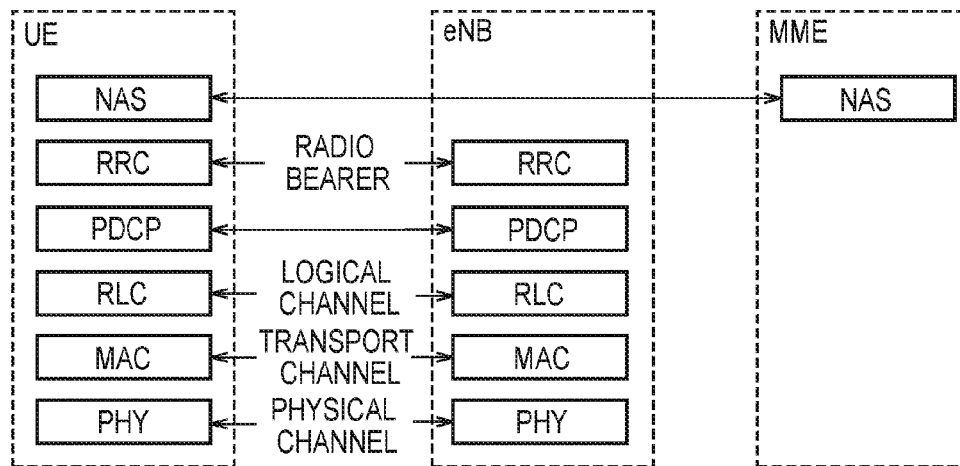 UE
eNB
MME
NAS
NAS
RRC
RADIO
BEARER
RRC
PDCP
PDCP
RLC
LOGICAL
CHANNEL
RLC
MAC
TRANSPORT
CHANNEL
MAC
PHY
PHYSICAL
CHANNEL
PHY